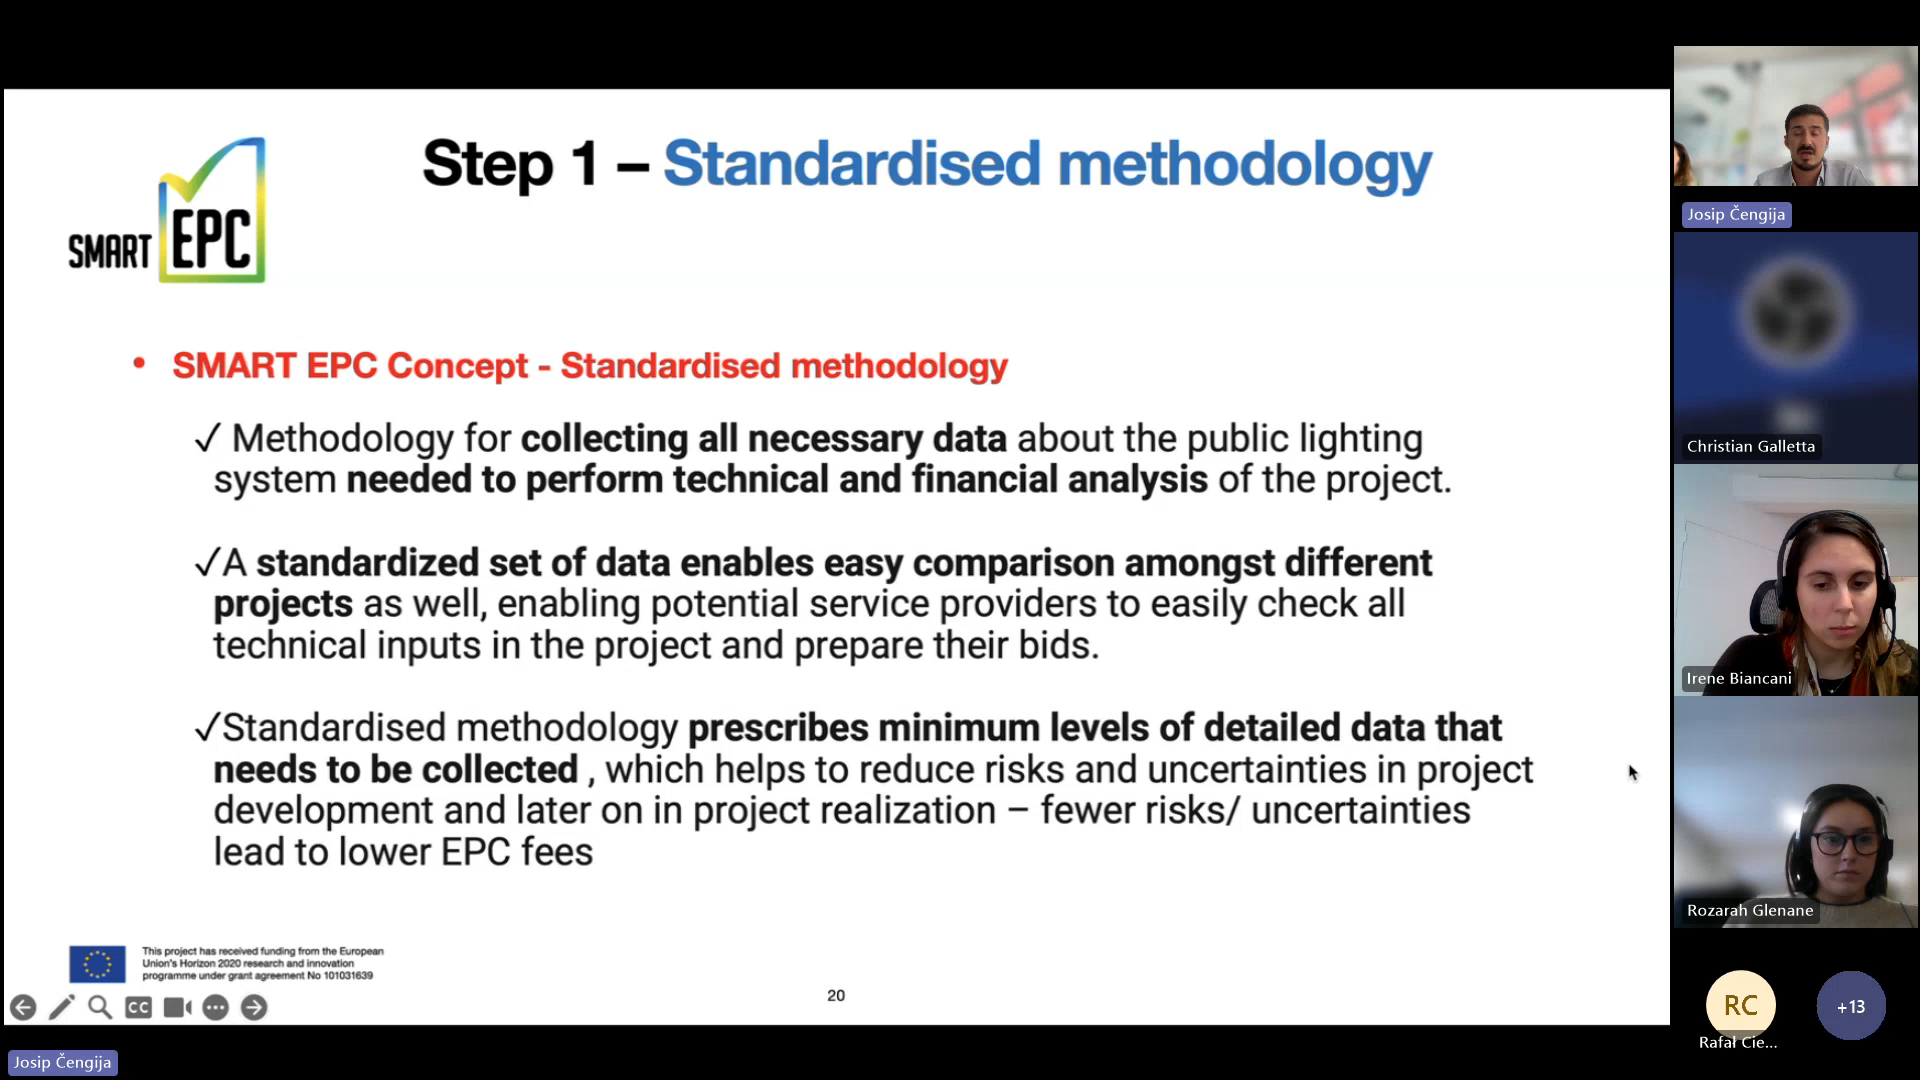 SMART EPC
Step 1 – Standardised methodology
• SMART EPC Concept - Standardised methodology
✓ Methodology for collecting all necessary data about the public lighting
system needed to perform technical and financial analysis of the project.
✓A standardized set of data enables easy comparison amongst different
projects as well, enabling potential service providers to easily check all
technical inputs in the project and prepare their bids.
✓Standardised methodology prescribes minimum levels of detailed data that
needs to be collected , which helps to reduce risks and uncertainties in project
development and later on in project realization – fewer risks/ uncertainties
lead to lower EPC fees
This project has received funding from the European
Union's Horizon 2020 research and innovation
programme under grant agreement No 101031639
CC
20
Josip Čengija
Josip Čengija
Christian Galletta
Irene Biancani
Rozarah Glenane
RC
Rafał Cie...
+13